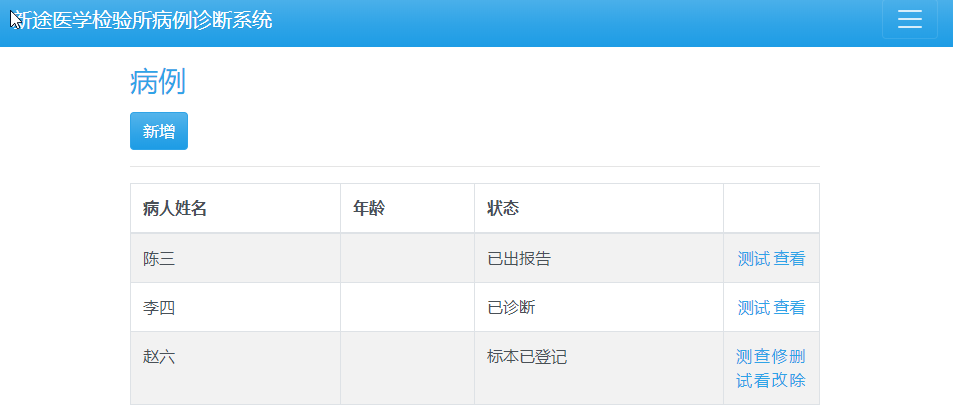 新途医学检验所病例诊断系统
病例
新增
病人姓名 年龄 状态
陈三 已出报告 测试 查看
李四 已诊断 测试 查看
赵六 标本已登记 测试 查看 修改 删除